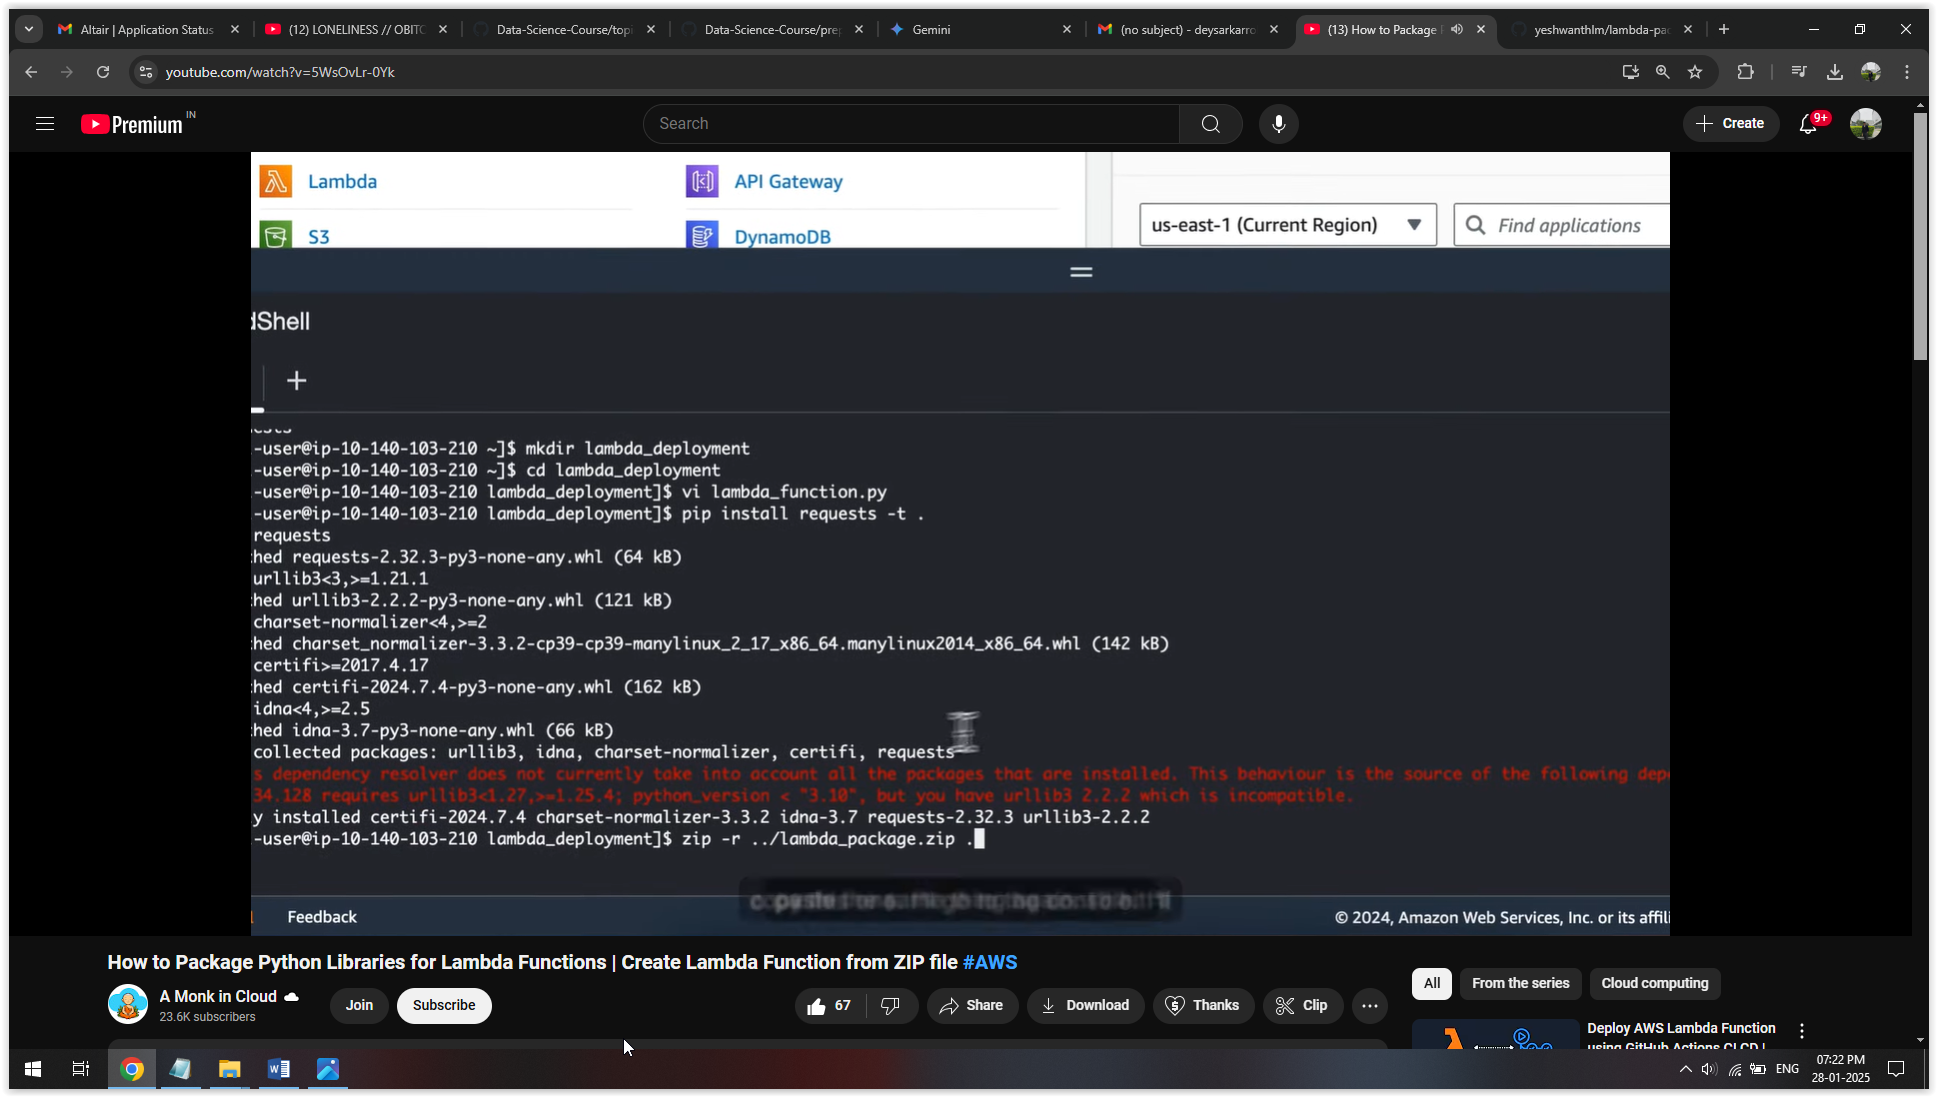 Altair | Application Status
(12) LONELINESS // OBITO
Data-Science-Course/topi
Data-Science-Course/prep
Gemini
(no subject) - deysarkarro
(13) How to Package P
yeshwanthlm/lambda-pac
youtube.com/watch?v=5WsOvLr-0Yk
Premium IN
Search
Create
9+
Lambda
API Gateway
us-east-1 (Current Region)
Find applications
S3
DynamoDB
dShell
ests
-user@ip-10-140-103-210 ~]$ mkdir lambda_deployment
-user@ip-10-140-103-210 ~]$ cd lambda_deployment
-user@ip-10-140-103-210 lambda_deployment]$ vi lambda_function.py
-user@ip-10-140-103-210 lambda_deployment]$ pip install requests -t .
requests
hed requests-2.32.3-py3-none-any.whl (64 kB)
urllib3<3,>=1.21.1
hed urllib3-2.2.2-py3-none-any.whl (121 kB)
charset-normalizer<4,>=2
hed charset_normalizer-3.3.2-cp39-cp39-manylinux_2_17_x86_64.manylinux2014_x86_64.whl (142 kB)
certifi>=2017.4.17
hed certifi-2024.7.4-py3-none-any.whl (162 kB)
idna<4,>=2.5
hed idna-3.7-py3-none-any.whl (66 kB)
collected packages: urllib3, idna, charset-normalizer, certifi, requests
s dependency resolver does not currently take into account all the packages that are installed. This behaviour is the source of the following depe
34.128 requires urllib3<1.27,>=1.25.4; python_version < "3.10", but you have urllib3 2.2.2 which is incompatible.
y installed certifi-2024.7.4 charset-normalizer-3.3.2 idna-3.7 requests-2.32.3 urllib3-2.2.2
-user@ip-10-140-103-210 lambda_deployment]$ zip -r ../lambda_package.zip .
Feedback
© 2024, Amazon Web Services, Inc. or its affili
How to Package Python Libraries for Lambda Functions | Create Lambda Function from ZIP file #AWS
A Monk in Cloud
23.6K subscribers
Join
Subscribe
67
Share
Download
Thanks
Clip
All
From the series
Cloud computing
Deploy AWS Lambda Function
using GitHub Actions CI CD |
ENG
07:22 PM
28-01-2025